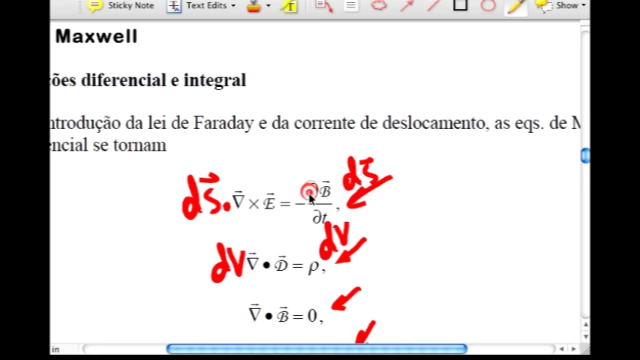 Sticky Note Text Edits Show
Maxwell
ões diferencial e integral
ntrodução da lei de Faraday e da corrente de deslocamento, as eqs. de M
encial se tornam
dS⃗ • ∇⃗ × E⃗ = − ∂B⃗/∂t , dS⃗
dV ∇⃗ • D⃗ = ρ, dV
∇⃗ • B⃗ = 0,
in